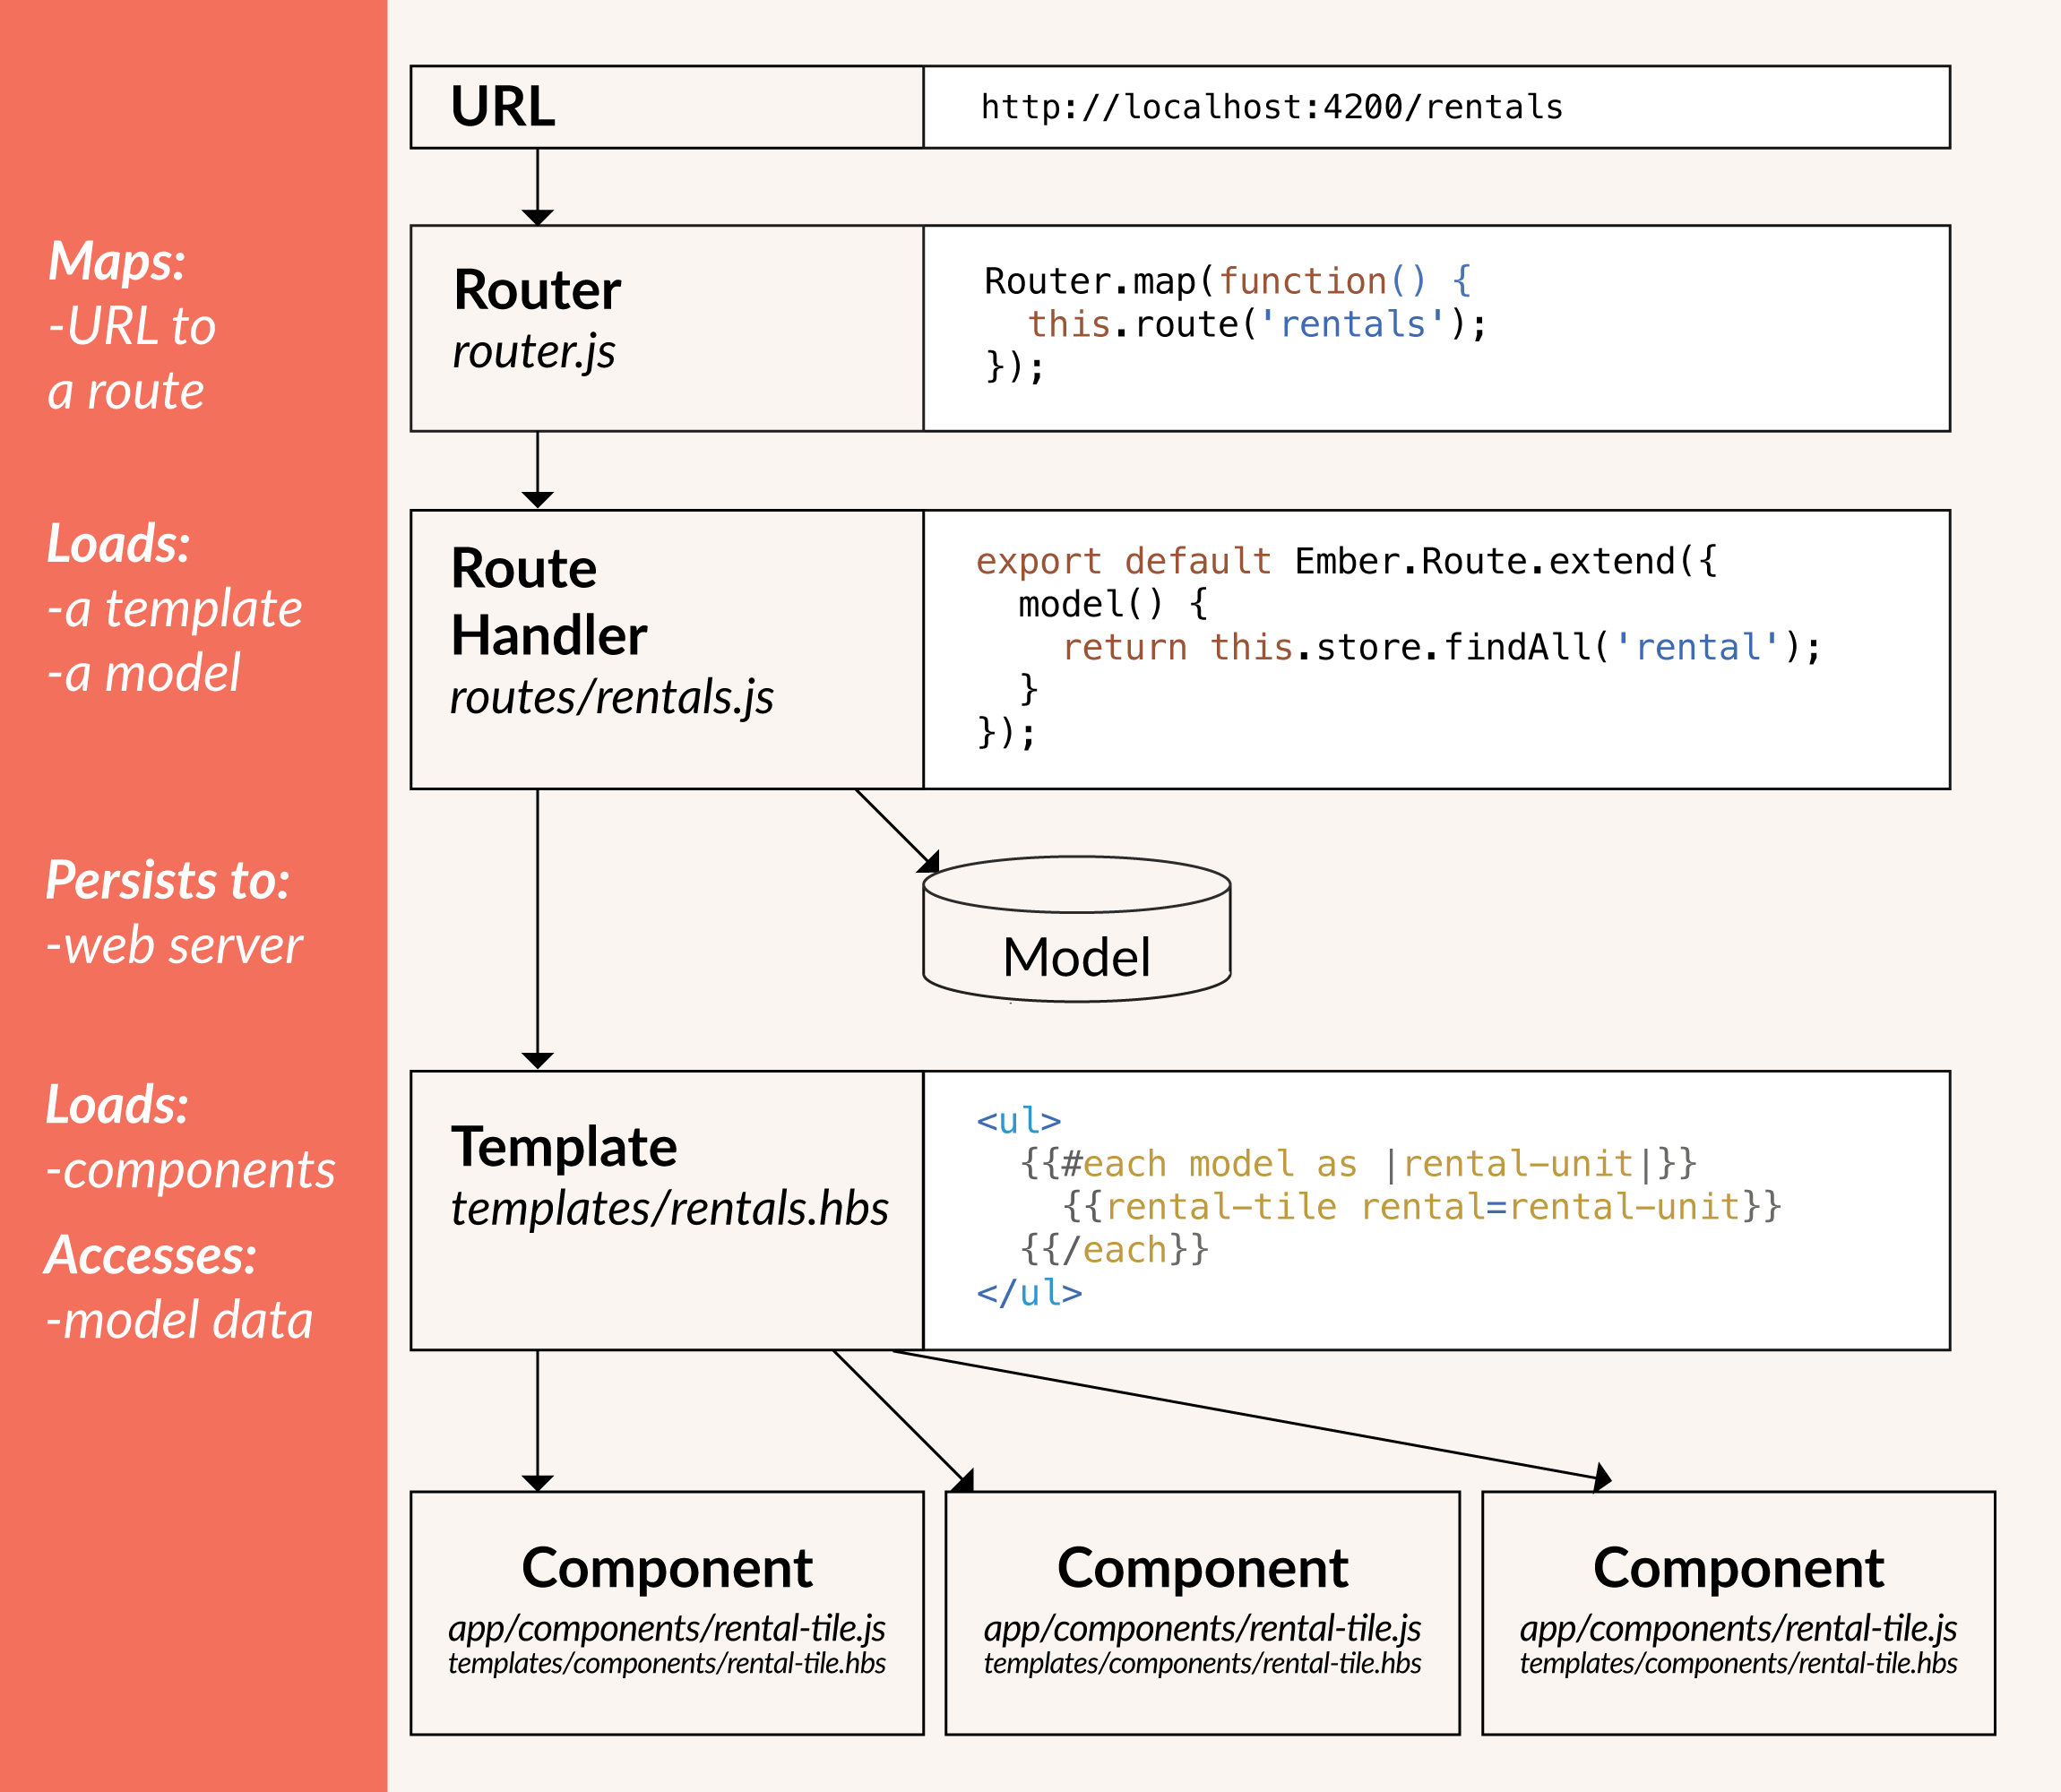 URL
http://localhost:4200/rentals
Maps:
-URL to
a route
Router
router.js
Router.map(function() {
  this.route('rentals');
});
Loads:
-a template
-a model
Route
Handler
routes/rentals.js
export default Ember.Route.extend({
  model() {
    return this.store.findAll('rental');
  }
});
Persists to:
-web server
Model
Loads:
-components
Accesses:
-model data
Template
templates/rentals.hbs
<ul>
  {{#each model as |rental-unit|}}
    {{rental-tile rental=rental-unit}}
  {{/each}}
</ul>
Component
app/components/rental-tile.js
templates/components/rental-tile.hbs
Component
app/components/rental-tile.js
templates/components/rental-tile.hbs
Component
app/components/rental-tile.js
templates/components/rental-tile.hbs